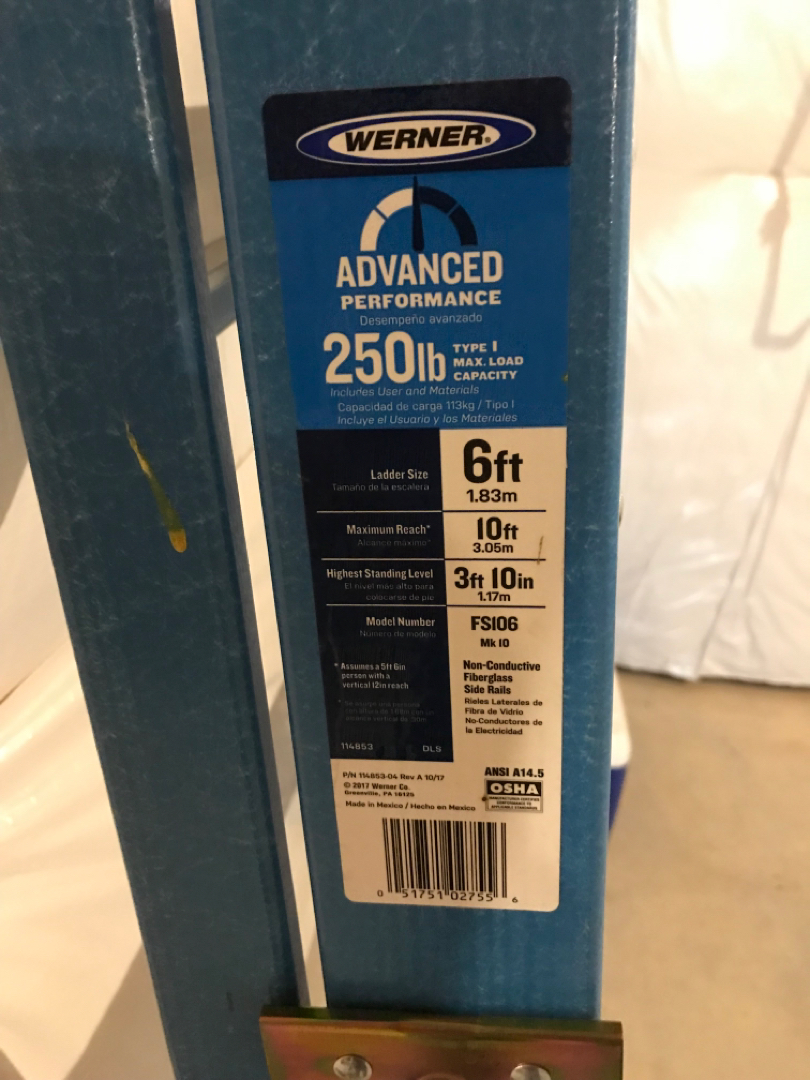 WERNER®
ADVANCED
PERFORMANCE
Desempeño avanzado
250lb TYPE I MAX. LOAD CAPACITY
Includes User and Materials
Capacidad de carga 113kg / Tipo I
Incluye el Usuario y los Materiales
Ladder Size 6ft
Tamaño de la escalera 1.83m
Maximum Reach* 10ft
Alcance máximo* 3.05m
Highest Standing Level 3ft 10in
El nivel más alto para
colocarse de pie 1.17m
Model Number FS106
Número de modelo Mk 10
* Assumes a 5ft 6in
person with a
vertical 12in reach
Non-Conductive
Fiberglass
Side Rails
Rieles Laterales de
Fibra de Vidrio
No-Conductores de
la Electricidad
114853 DLS
P/N 114853-04 Rev A 10/17
© 2017 Werner Co.
Greenville, PA 16125
Made in Mexico / Hecho en Mexico
ANSI A14.5
OSHA
0 51751 02755 6